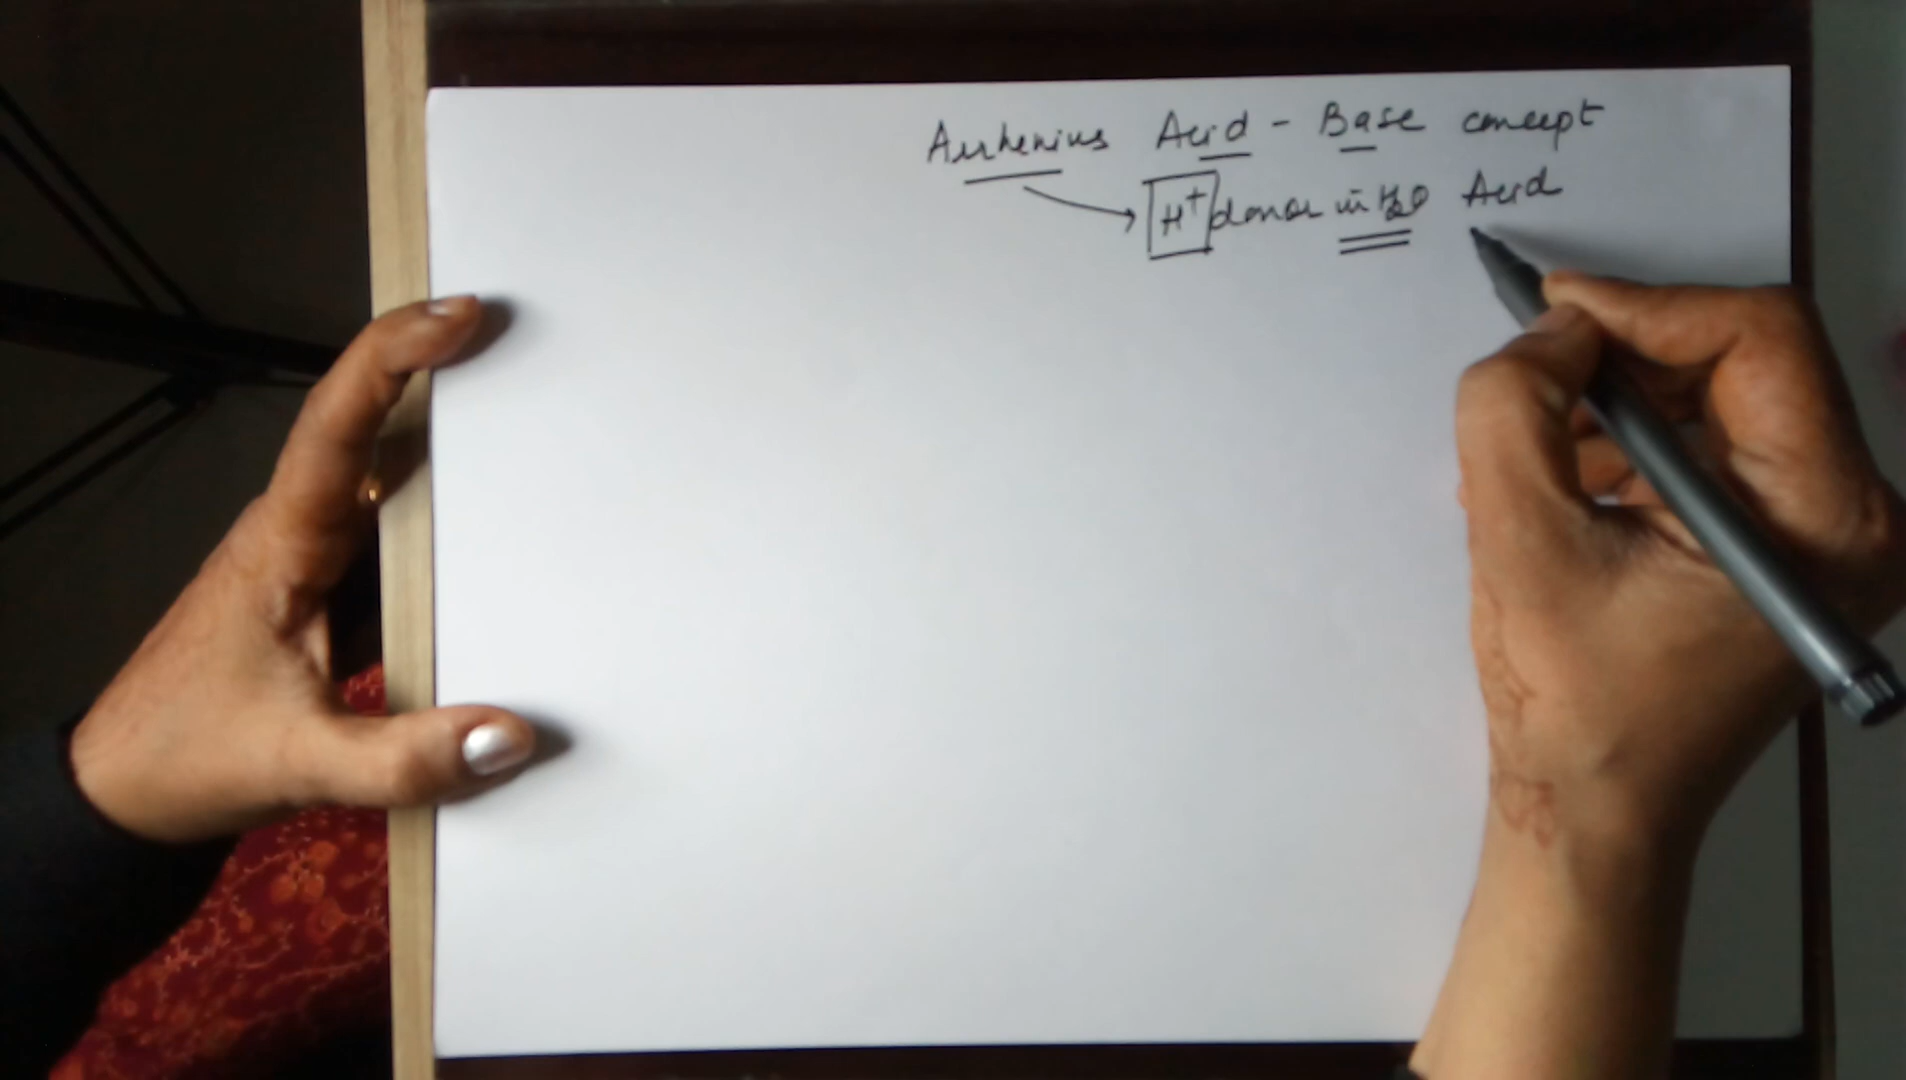 Arrhenius Acid - Base concept
H⁺ donor in H2O Acid